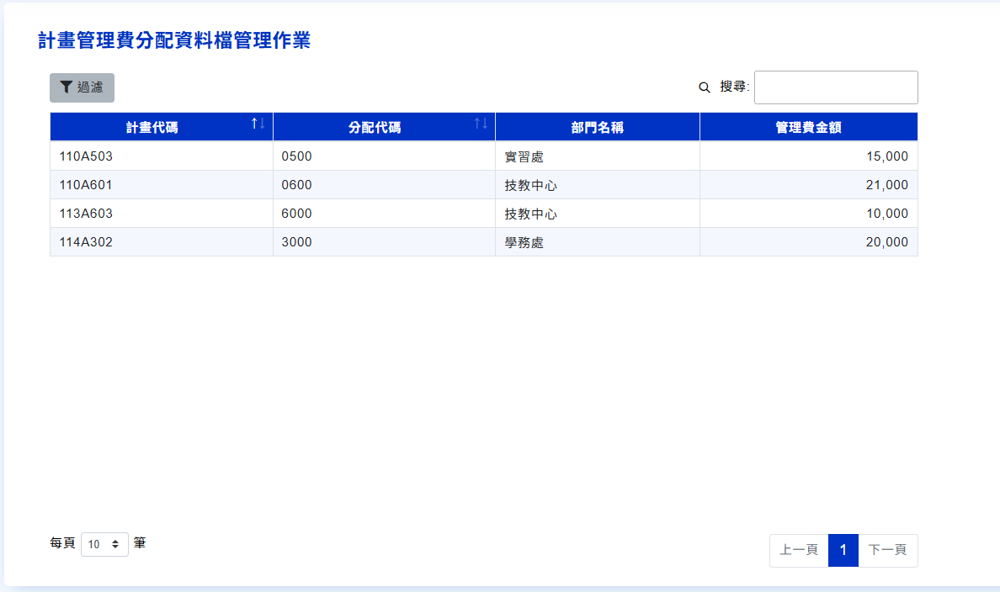 計畫管理費分配資料檔管理作業
過濾 搜尋:
計畫代碼 分配代碼 部門名稱 管理費金額
110A503 0500 實習處 15,000
110A601 0600 技教中心 21,000
113A603 6000 技教中心 10,000
114A302 3000 學務處 20,000
每頁 10 筆 上一頁 1 下一頁